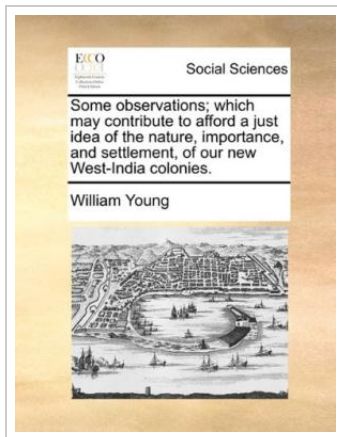 ECCO
Social Sciences
Some observations; which
may contribute to afford a just
idea of the nature, importance,
and settlement, of our new
West-India colonies.
William Young